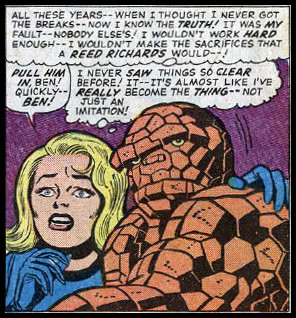 ALL THESE YEARS--WHEN I THOUGHT I NEVER GOT
THE BREAKS--NOW I KNOW THE TRUTH! IT WAS MY
FAULT--NOBODY ELSE'S! I WOULDN'T WORK HARD
ENOUGH--I WOULDN'T MAKE THE SACRIFICES THAT
A REED RICHARDS WOULD--!
PULL HIM
IN, BEN!
QUICKLY--
BEN!
I NEVER SAW THINGS SO CLEAR
BEFORE! IT--IT'S ALMOST LIKE I'VE
REALLY BECOME THE THING--NOT
JUST AN
IMITATION!